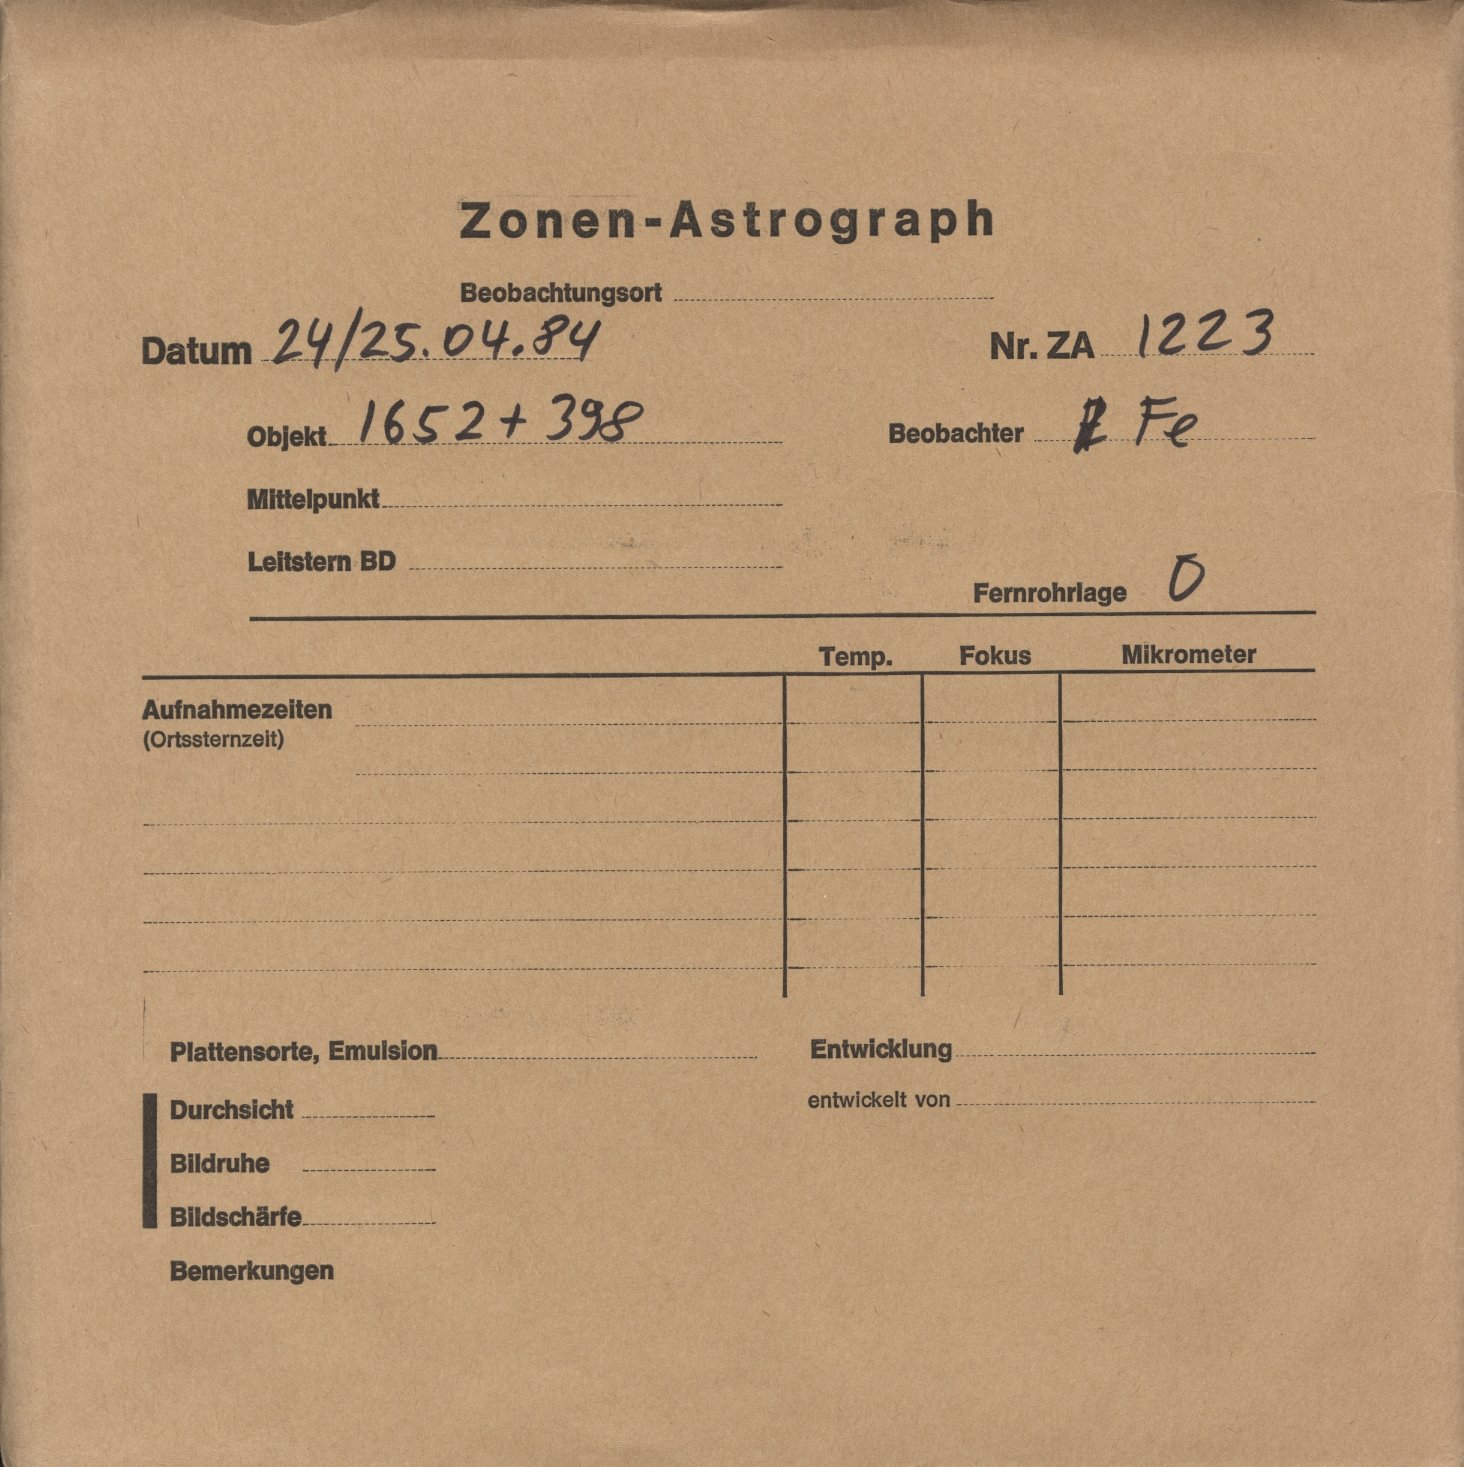 Zonen-Astrograph
Beobachtungsort
Datum 24/25.04.84 Nr. ZA 1223
Objekt 1652+398 Beobachter Fe
Mittelpunkt
Leitstern BD
Fernrohrlage O
Temp. Fokus Mikrometer
Aufnahmezeiten
(Ortssternzeit)
Plattensorte, Emulsion Entwicklung
Durchsicht entwickelt von
Bildruhe
Bildschärfe
Bemerkungen